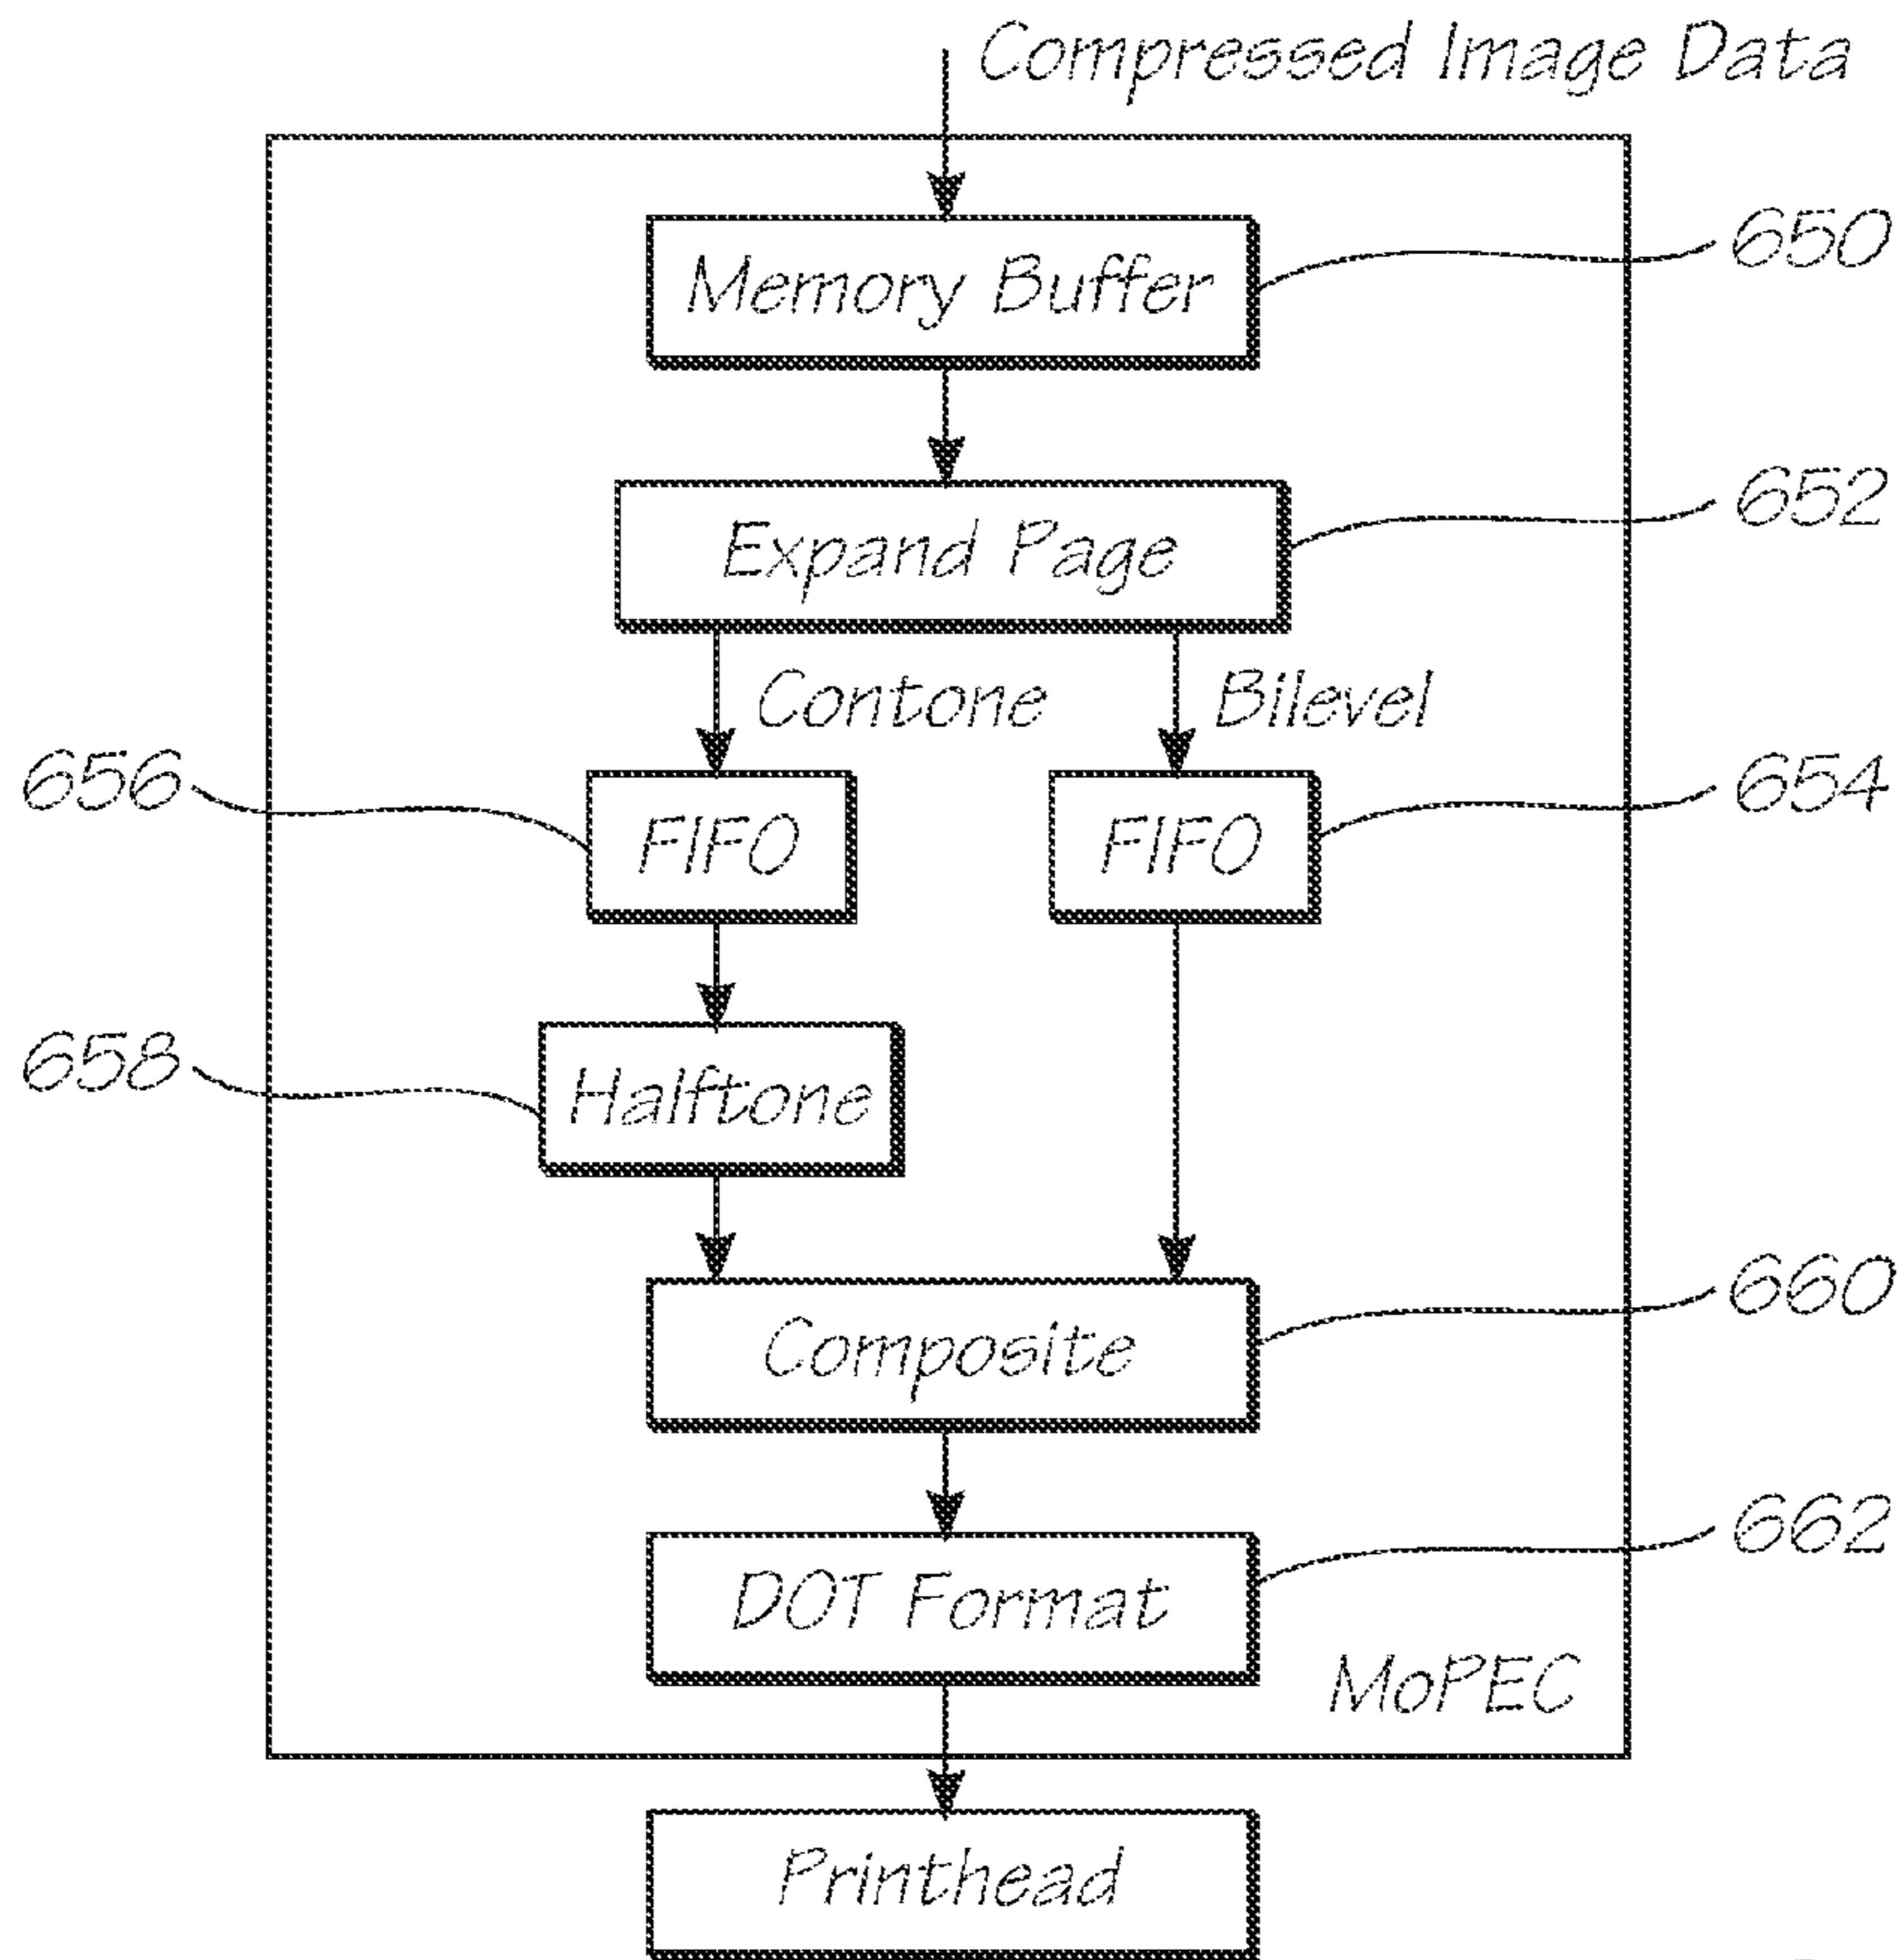 Compressed Image Data
Memory Buffer
650
Expand Page
652
Contone
Bilevel
656
FIFO
FIFO
654
658
Halftone
Composite
660
DOT Format
662
MoPEC
Printhead